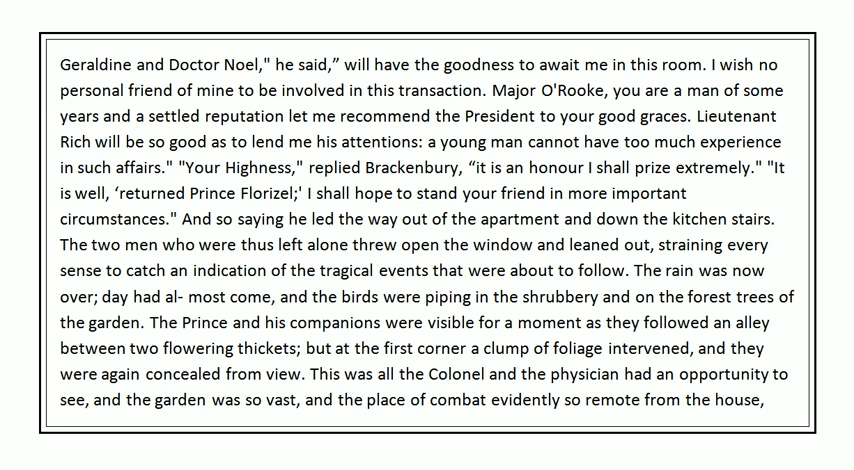 Geraldine and Doctor Noel," he said,” will have the goodness to await me in this room. I wish no
personal friend of mine to be involved in this transaction. Major O'Rooke, you are a man of some
years and a settled reputation let me recommend the President to your good graces. Lieutenant
Rich will be so good as to lend me his attentions: a young man cannot have too much experience
in such affairs." "Your Highness," replied Brackenbury, “it is an honour I shall prize extremely." "It
is well, ‘returned Prince Florizel;' I shall hope to stand your friend in more important
circumstances." And so saying he led the way out of the apartment and down the kitchen stairs.
The two men who were thus left alone threw open the window and leaned out, straining every
sense to catch an indication of the tragical events that were about to follow. The rain was now
over; day had al- most come, and the birds were piping in the shrubbery and on the forest trees of
the garden. The Prince and his companions were visible for a moment as they followed an alley
between two flowering thickets; but at the first corner a clump of foliage intervened, and they
were again concealed from view. This was all the Colonel and the physician had an opportunity to
see, and the garden was so vast, and the place of combat evidently so remote from the house,